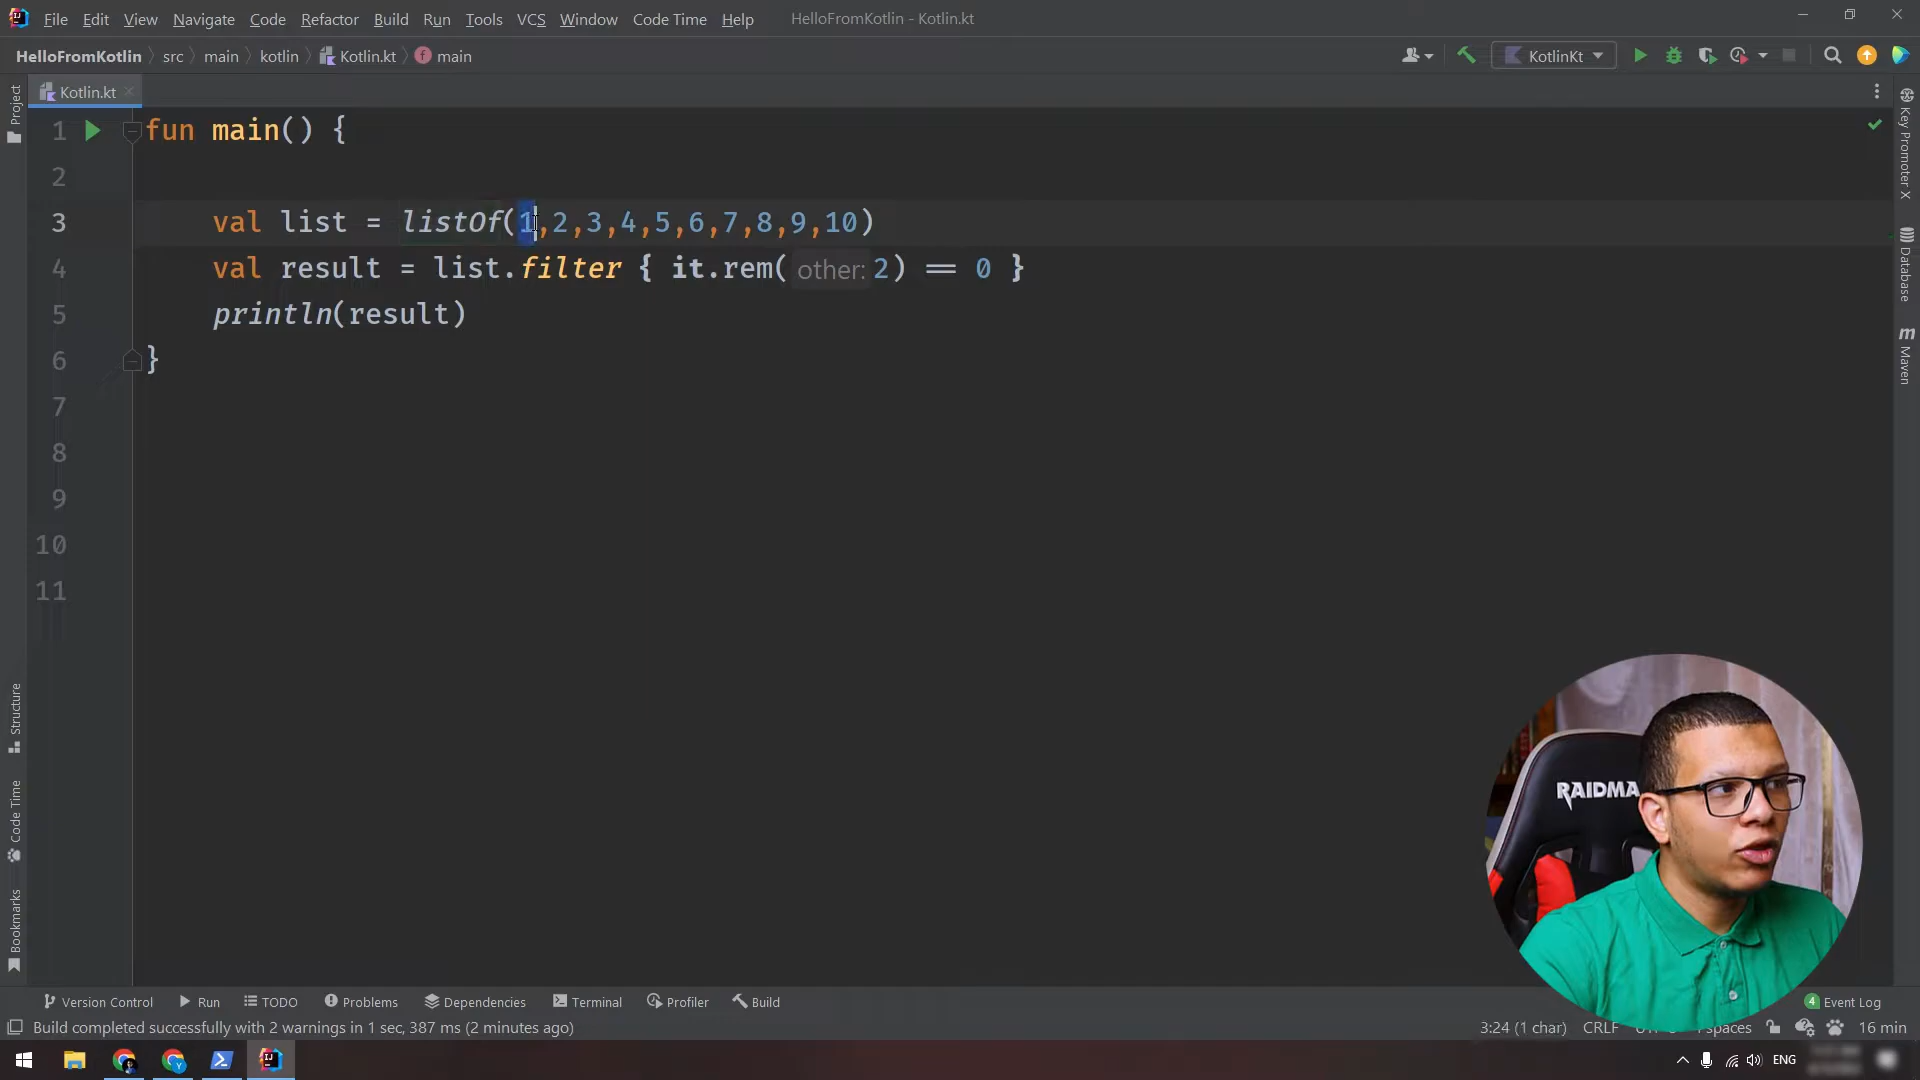 File Edit View Navigate Code Refactor Build Run Tools VCS Window Code Time Help HelloFromKotlin - Kotlin.kt
HelloFromKotlin src main kotlin Kotlin.kt main KotlinKt
Project
Kotlin.kt
1 fun main() {
2
3 val list = listOf(1,2,3,4,5,6,7,8,9,10)
4 val result = list.filter { it.rem( other: 2) == 0 }
5 println(result)
6 }
7
8
9
10
11
Key Promoter X
Database
m
Maven
Structure
Code Time
Bookmarks
RAIDMA
Version Control Run TODO Problems Dependencies Terminal Profiler Build 4 Event Log
Build completed successfully with 2 warnings in 1 sec, 387 ms (2 minutes ago) 3:24 (1 char) CRLF spaces 16 min
ENG